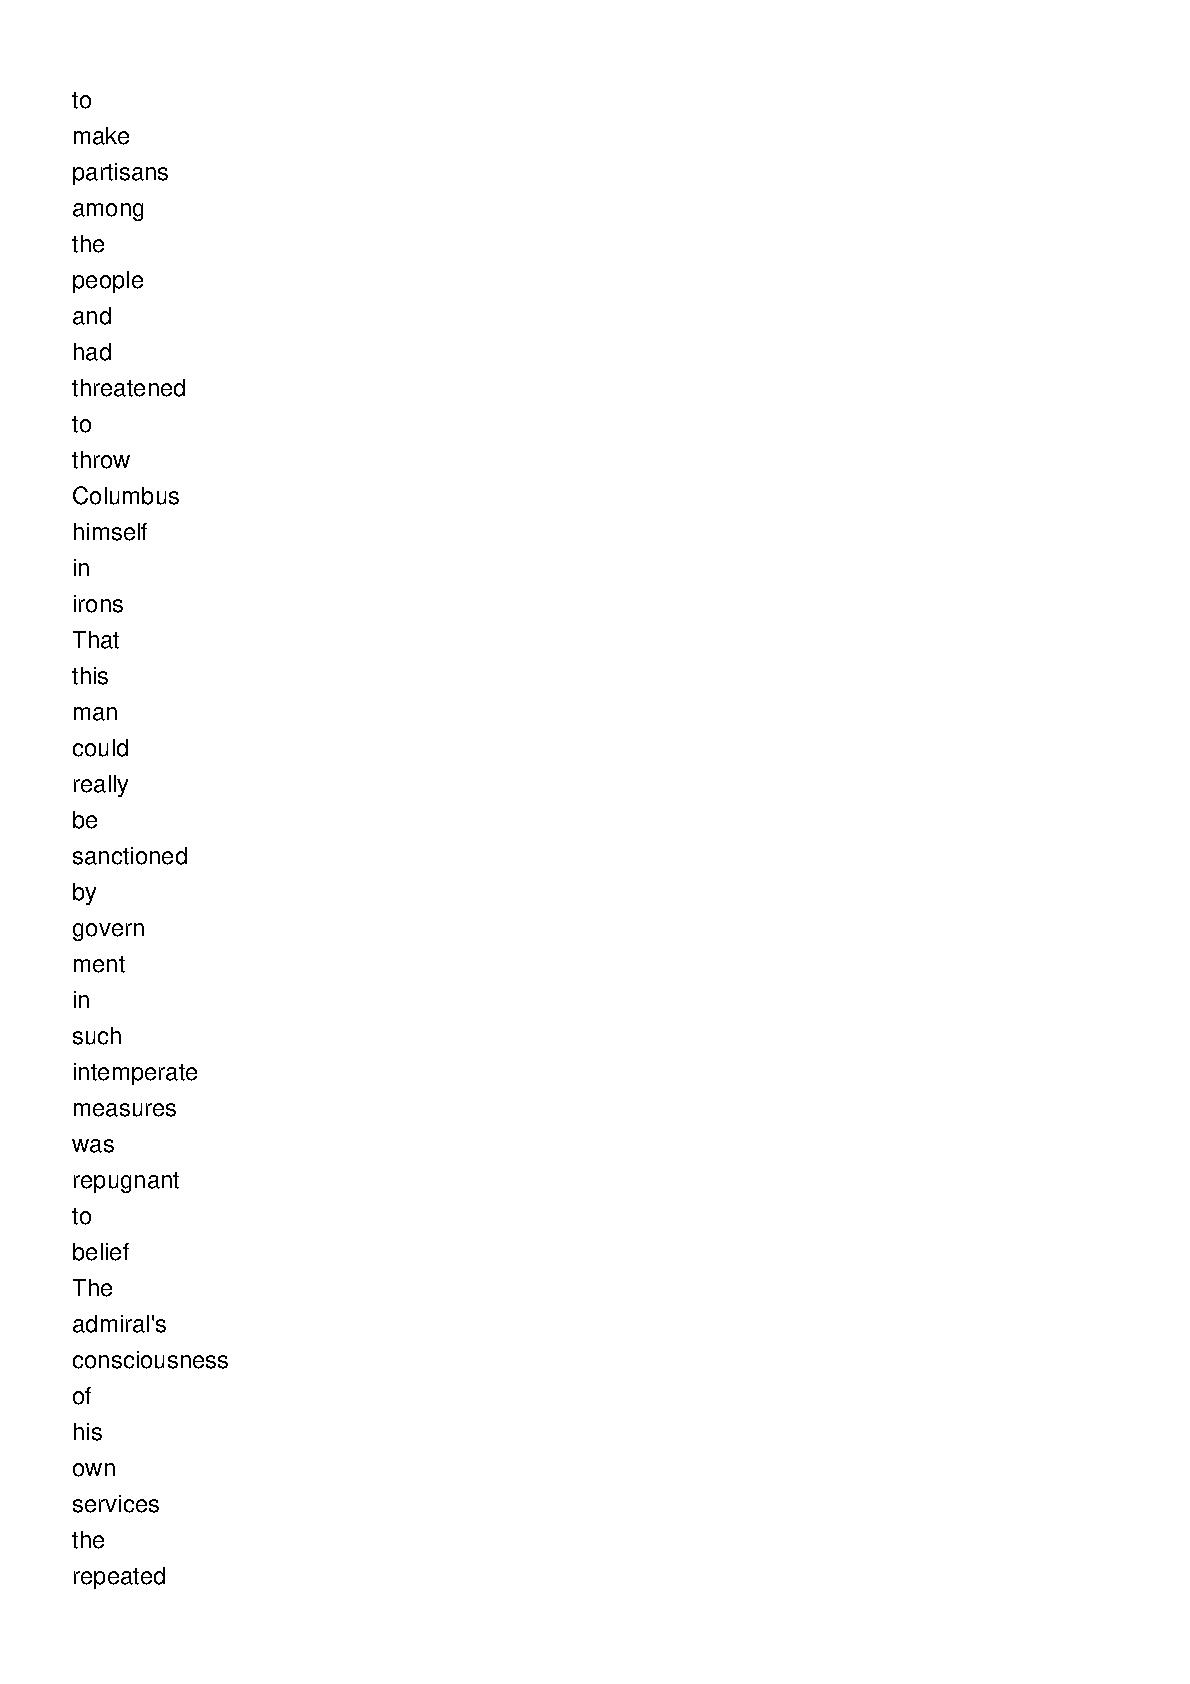 to
make
partisans
among
the
people
and
had
threatened
to
throw
Columbus
himself
in
irons
That
this
man
could
really
be
sanctioned
by
govern
ment
in
such
intemperate
measures
was
repugnant
to
belief
The
admiral's
consciousness
of
his
own
services
the
repeated